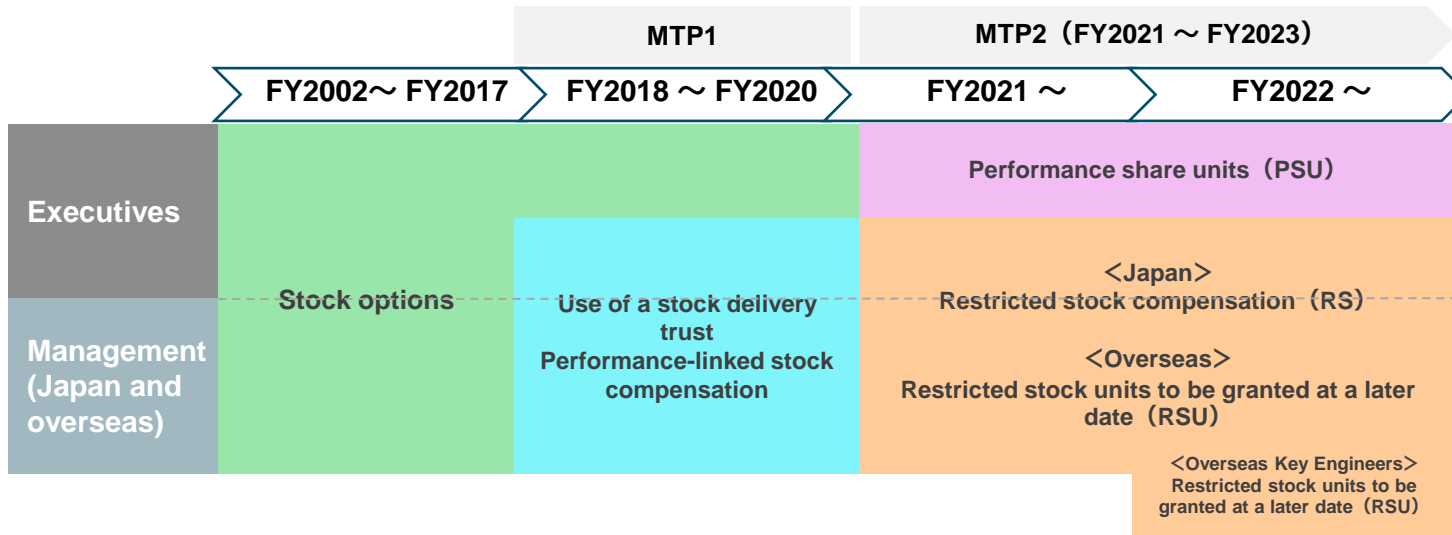 MTP1
MTP2（FY2021 ～ FY2023）
FY2002～ FY2017
FY2018 ～ FY2020
FY2021 ～
FY2022 ～
Executives
Management
(Japan and
overseas)
Stock options
Use of a stock delivery
trust
Performance-linked stock
compensation
Performance share units（PSU）
＜Japan＞
Restricted stock compensation（RS）
＜Overseas＞
Restricted stock units to be granted at a later
date（RSU）
＜Overseas Key Engineers＞
Restricted stock units to be
granted at a later date（RSU）